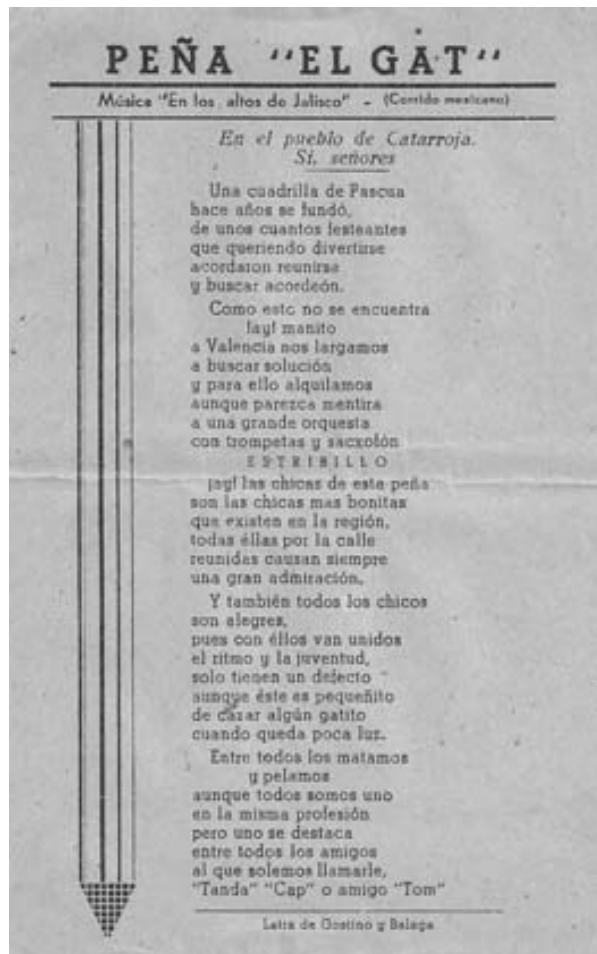 PEÑA "EL GAT"
Música "En los altos de Jalisco" - (Corrido mexicano)
En el pueblo de Catarroja.
Sí, señores
Una cuadrilla de Pascua
hace años se fundó,
de unos cuantos festeantes
que queriendo divertirse
acordaron reunirse
y buscar acordeón.
Como esto no se encuentra
¡ay! manito
a Valencia nos largamos
a buscar solución
y para ello alquilamos
aunque parezca mentira
a una grande orquesta
con trompetas y sacxofón
ESTRIBILLO
¡ay! las chicas de esta peña
son las chicas mas bonitas
que existen en la región,
todas éllas por la calle
reunidas causan siempre
una gran admiración.
Y también todos los chicos
son alegres,
pues con éllos van unidos
el ritmo y la juventud,
solo tienen un defecto
aunque éste es pequeñito
de cazar algún gatito
cuando queda poca luz.
Entre todos los matamos
y pelamos
aunque todos somos uno
en la misma profesión
pero uno se destaca
entre todos los amigos
al que solemos llamarle,
"Tanda" "Cap" o amigo "Tom"
Letra de Gostino y Balaga